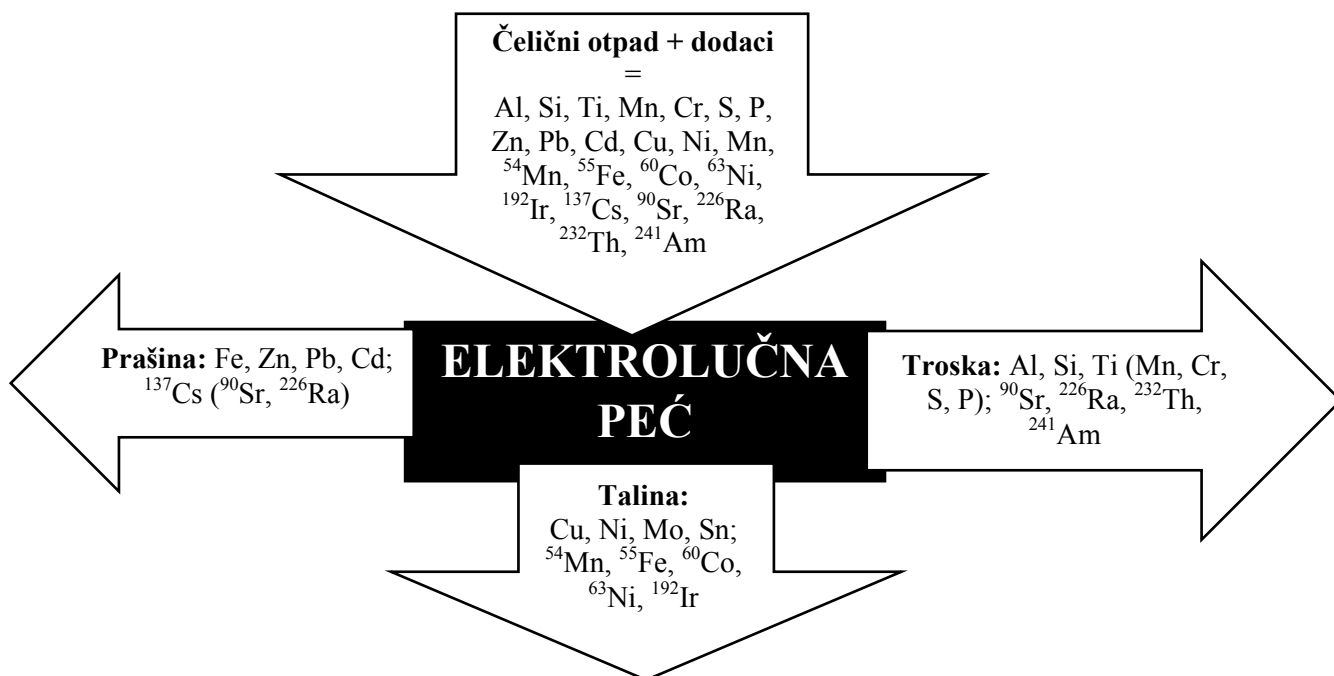 Čelični otpad + dodaci
=
Al, Si, Ti, Mn, Cr, S, P,
Zn, Pb, Cd, Cu, Ni, Mn,
⁵⁴Mn, ⁵⁵Fe, ⁶⁰Co, ⁶³Ni,
¹⁹²Ir, ¹³⁷Cs, ⁹⁰Sr, ²²⁶Ra,
²³²Th, ²⁴¹Am
Prašina: Fe, Zn, Pb, Cd;
¹³⁷Cs (⁹⁰Sr, ²²⁶Ra)
ELEKTROLUČNA
PEĆ
Troska: Al, Si, Ti (Mn, Cr,
S, P); ⁹⁰Sr, ²²⁶Ra, ²³²Th,
²⁴¹Am
Talina:
Cu, Ni, Mo, Sn;
⁵⁴Mn, ⁵⁵Fe, ⁶⁰Co,
⁶³Ni, ¹⁹²Ir